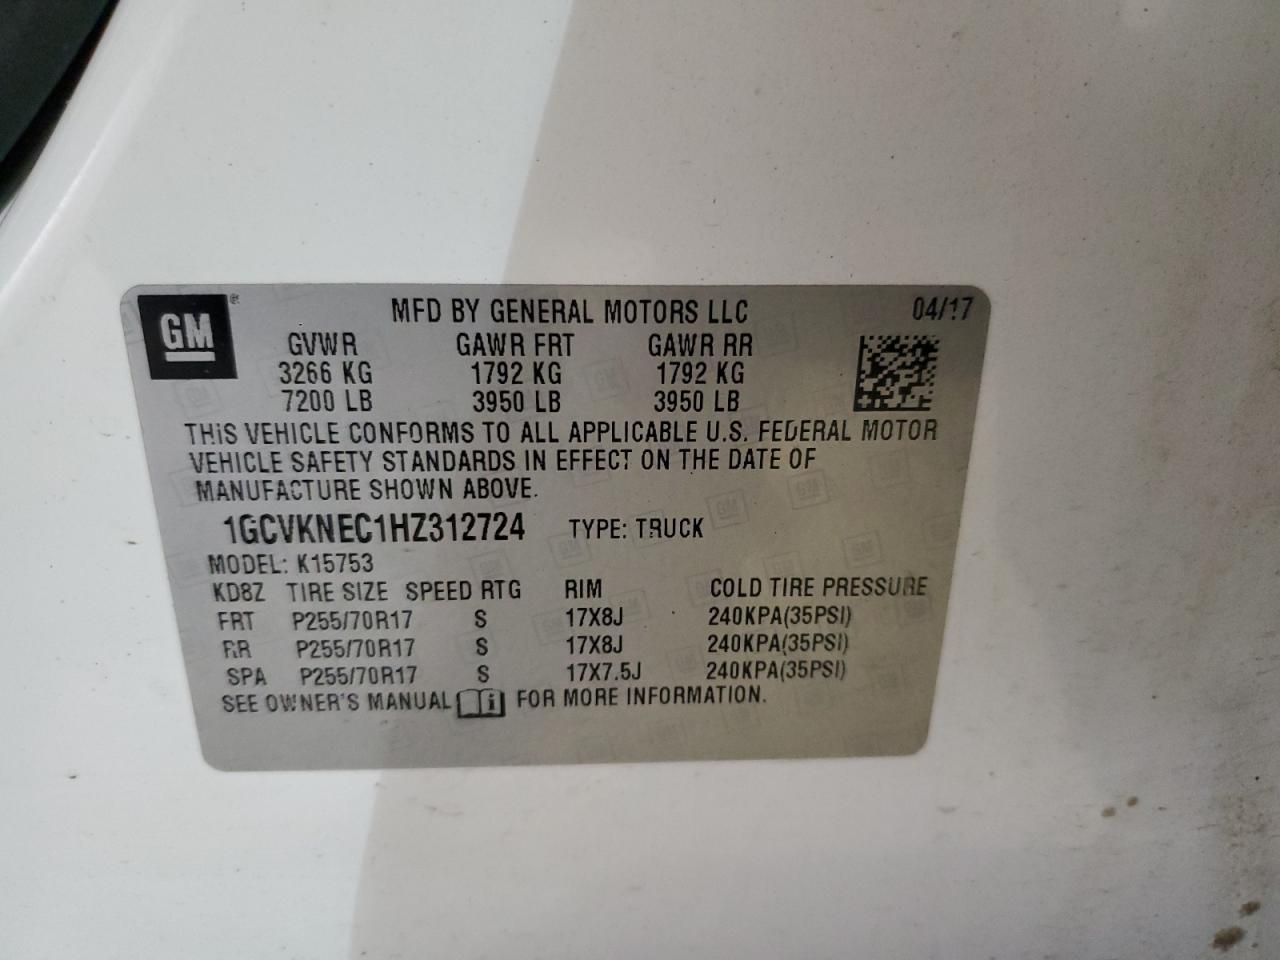 GM®
MFD BY GENERAL MOTORS LLC 04/17
GVWR GAWR FRT GAWR RR
3266 KG 1792 KG 1792 KG
7200 LB 3950 LB 3950 LB
THiS VEHICLE CONFORMS TO ALL APPLICABLE U.S. FEDERAL MOTOR
VEHICLE SAFETY STANDARDS IN EFFECT ON THE DATE OF
MANUFACTURE SHOWN ABOVE.
1GCVKNEC1HZ312724 TYPE: TRUCK
MODEL: K15753
KD8Z TIRE SIZE SPEED RTG RIM COLD TIRE PRESSURE
FRT P255/70R17 S 17X8J 240KPA(35PSI)
RR P255/70R17 S 17X8J 240KPA(35PSI)
SPA P255/70R17 S 17X7.5J 240KPA(35PSI)
SEE OWNER'S MANUAL i FOR MORE INFORMATION.